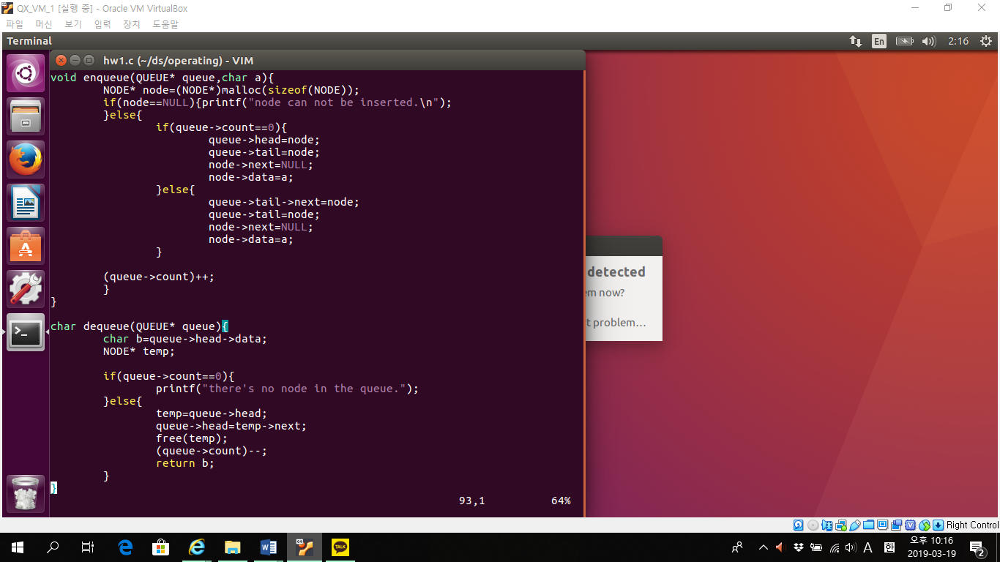 QX_VM_1 [실행 중] - Oracle VM VirtualBox
파일 머신 보기 입력 장치 도움말
Terminal En 2:16
hw1.c (~/ds/operating) - VIM
void enqueue(QUEUE* queue,char a){
        NODE* node=(NODE*)malloc(sizeof(NODE));
        if(node==NULL){printf("node can not be inserted.\n");
        }else{
                if(queue->count==0){
                        queue->head=node;
                        queue->tail=node;
                        node->next=NULL;
                        node->data=a;
                }else{
                        queue->tail->next=node;
                        queue->tail=node;
                        node->next=NULL;
                        node->data=a;
                }
        (queue->count)++;
        }
}
char dequeue(QUEUE* queue){
        char b=queue->head->data;
        NODE* temp;
        if(queue->count==0){
                printf("there's no node in the queue.");
        }else{
                temp=queue->head;
                queue->head=temp->next;
                free(temp);
                (queue->count)--;
                return b;
        }
}
93,1 64%
detected
em now?
t problem…
Right Control
TALK
A 한 오후 10:16
2019-03-19
2